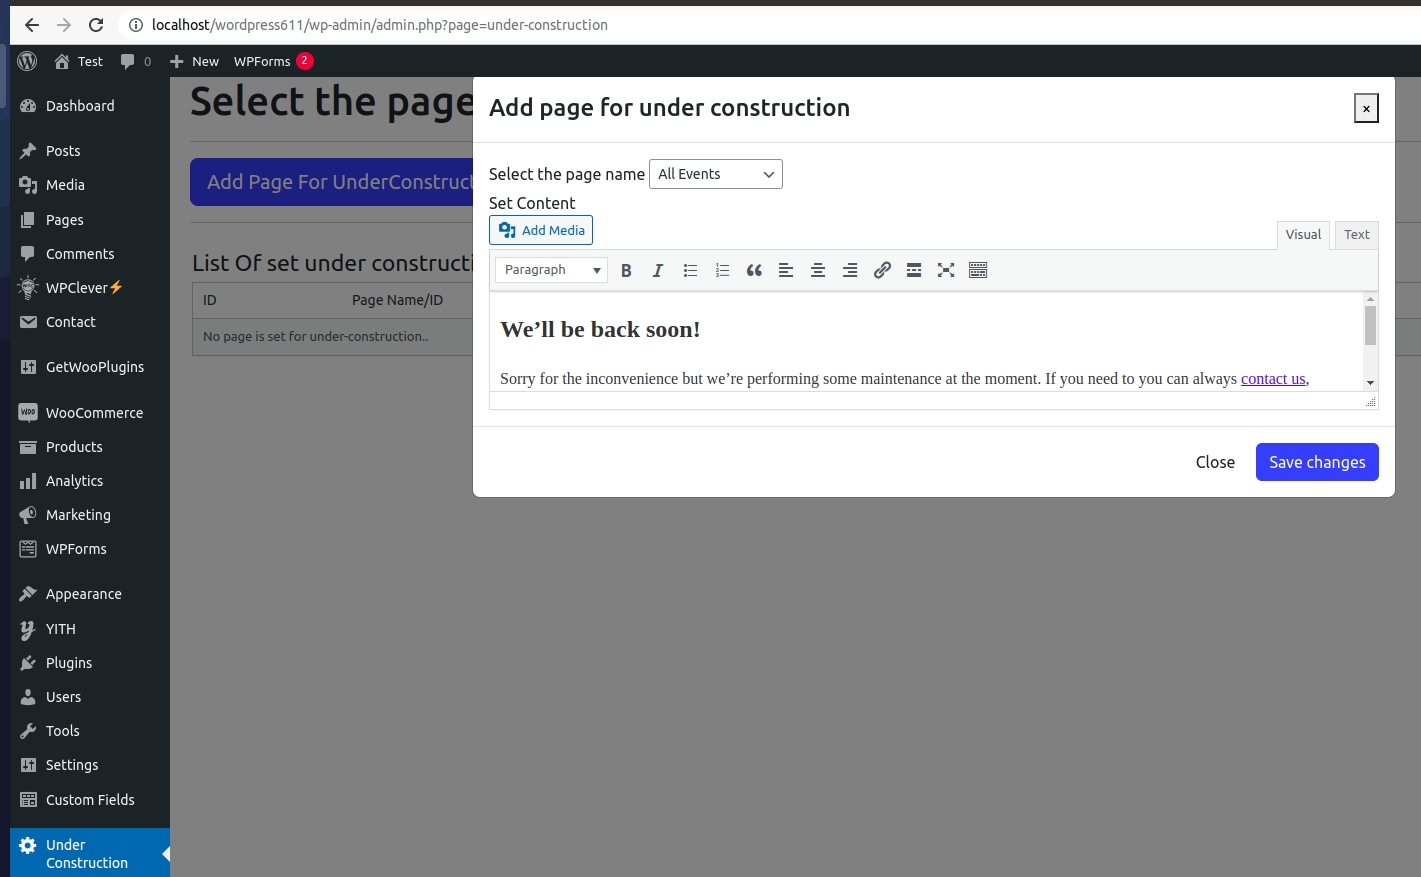 localhost/wordpress611/wp-admin/admin.php?page=under-construction
Test 0 New WPForms 2
Dashboard
Posts
Media
Pages
Comments
WPClever⚡
Contact
GetWooPlugins
WooCommerce
Products
Analytics
Marketing
WPForms
Appearance
YITH
Plugins
Users
Tools
Settings
Custom Fields
Under
Construction
Select the page
Add Page For UnderConstruct
List Of set under constructi
ID Page Name/ID
No page is set for under-construction..
Add page for under construction
×
Select the page name All Events
Set Content
Add Media
Visual Text
Paragraph
We’ll be back soon!
Sorry for the inconvenience but we’re performing some maintenance at the moment. If you need to you can always contact us,
Close Save changes